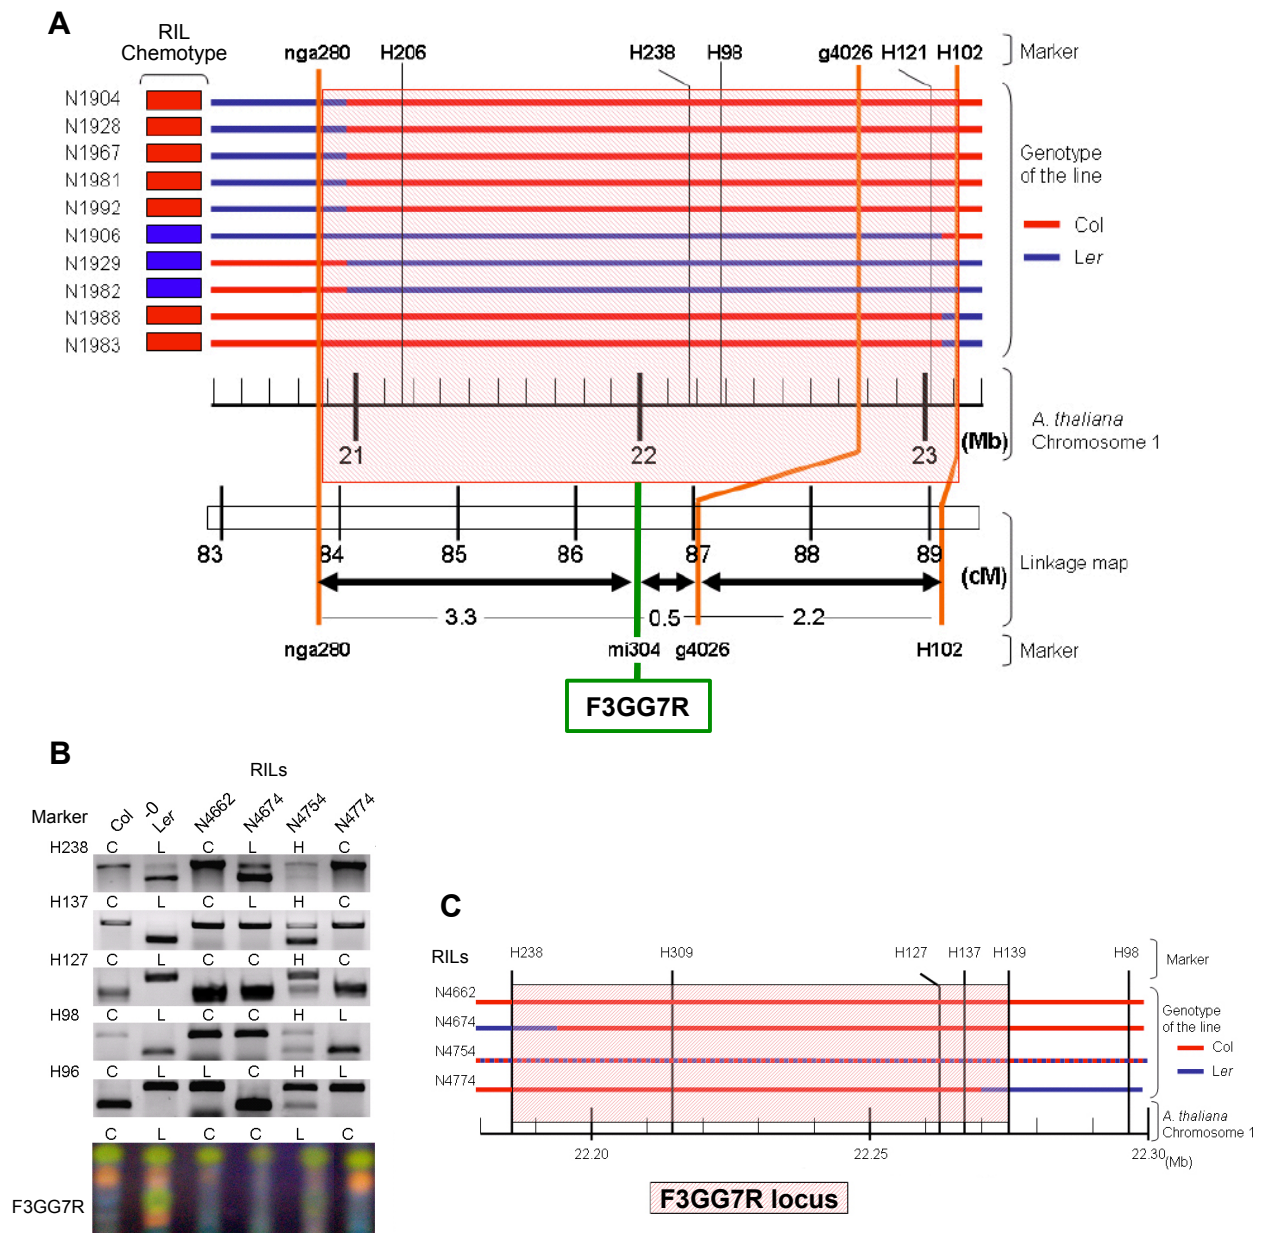 A
RIL
Chemotype
nga280 H206 H238 H98 g4026 H121 H102 Marker
N1904
N1928
N1967
N1981
N1992
N1906
N1929
N1982
N1988
N1983
Genotype
of the line
Col
Ler
21 22 23 (Mb)
A. thaliana
Chromosome 1
83 84 85 86 87 88 89 (cM)
Linkage map
3.3 0.5 2.2
nga280 mi304 g4026 H102 Marker
F3GG7R
B
RILs
Marker Col -0 Ler N4662 N4674 N4754 N4774
H238 C L C L H C
H137 C L C L H C
H127 C L C C H C
H98 C L C C H L
H96 C L L C H L
C L C C L C
F3GG7R
C
RILs H238 H309 H127 H137 H139 H98 Marker
N4662
N4674
N4754
N4774
Genotype
of the line
Col
Ler
A. thaliana
Chromosome 1
22.20 22.25 22.30 (Mb)
F3GG7R locus